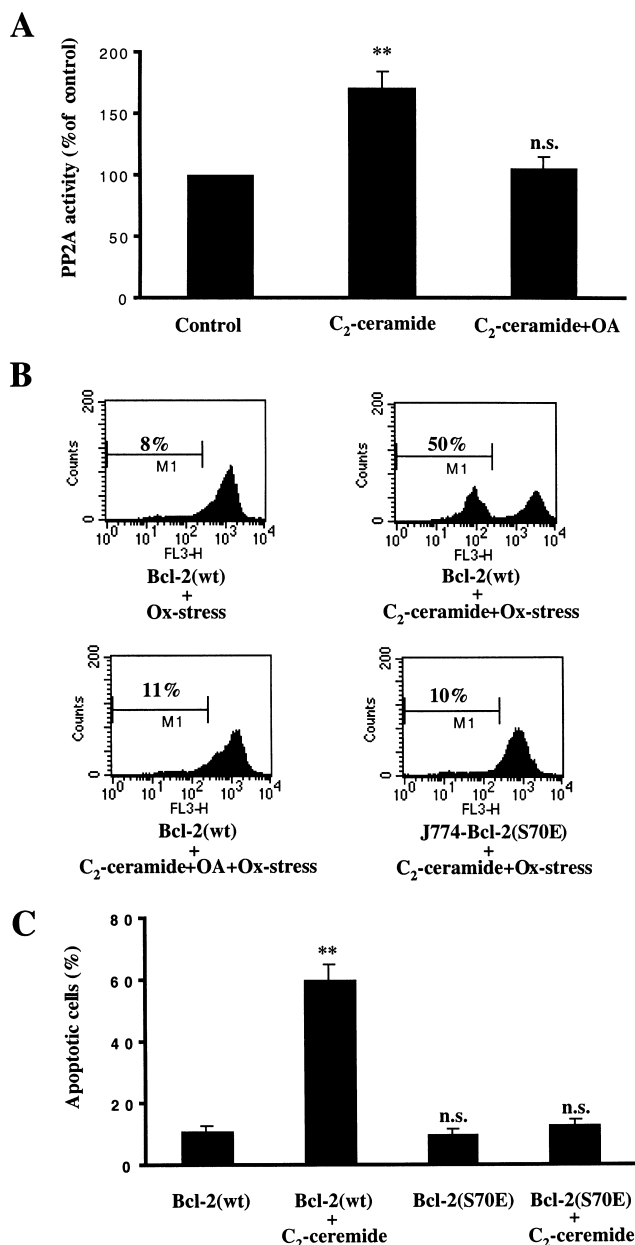 A
PP2A activity (%of control)
200
150
100
50
0
**
n.s.
Control
C2-ceramide
C2-ceramide+OA
B
200
Counts
0
8%
M1
10^0 10^1 10^2 10^3 10^4
FL3-H
Bcl-2(wt)
+
Ox-stress
200
Counts
0
50%
M1
10^0 10^1 10^2 10^3 10^4
FL3-H
Bcl-2(wt)
+
C2-ceramide+Ox-stress
200
Counts
0
11%
M1
10^0 10^1 10^2 10^3 10^4
FL3-H
Bcl-2(wt)
+
C2-ceramide+OA+Ox-stress
200
Counts
0
10%
M1
10^0 10^1 10^2 10^3 10^4
FL3-H
J774-Bcl-2(S70E)
+
C2-ceramide+Ox-stress
C
Apoptotic cells (%)
80
60
40
20
0
**
n.s.
n.s.
Bcl-2(wt)
Bcl-2(wt)
+
C2-ceremide
Bcl-2(S70E)
Bcl-2(S70E)
+
C2-ceremide